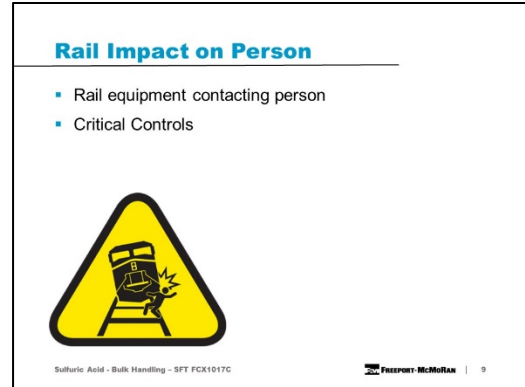 Rail Impact on Person
▪ Rail equipment contacting person
▪ Critical Controls
Sulfuric Acid - Bulk Handling – SFT FCX1017C
FCX FREEPORT-McMoRAN | 9